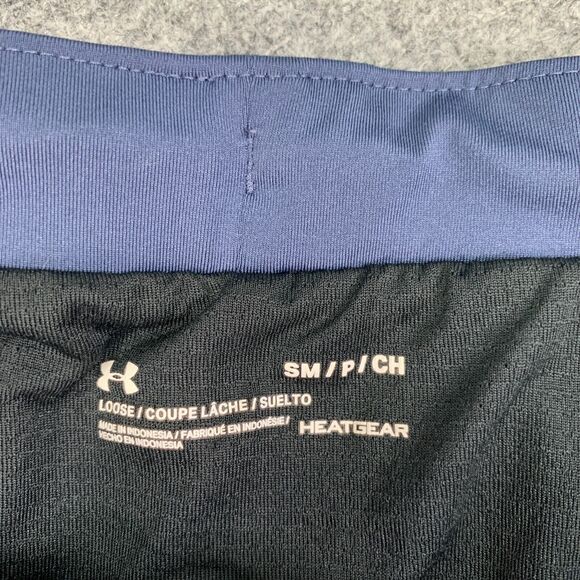 SM / P / CH
LOOSE / COUPE LÂCHE / SUELTO
MADE IN INDONESIA / FABRIQUÉ EN INDONÉSIE /
HECHO EN INDONESIA
HEATGEAR